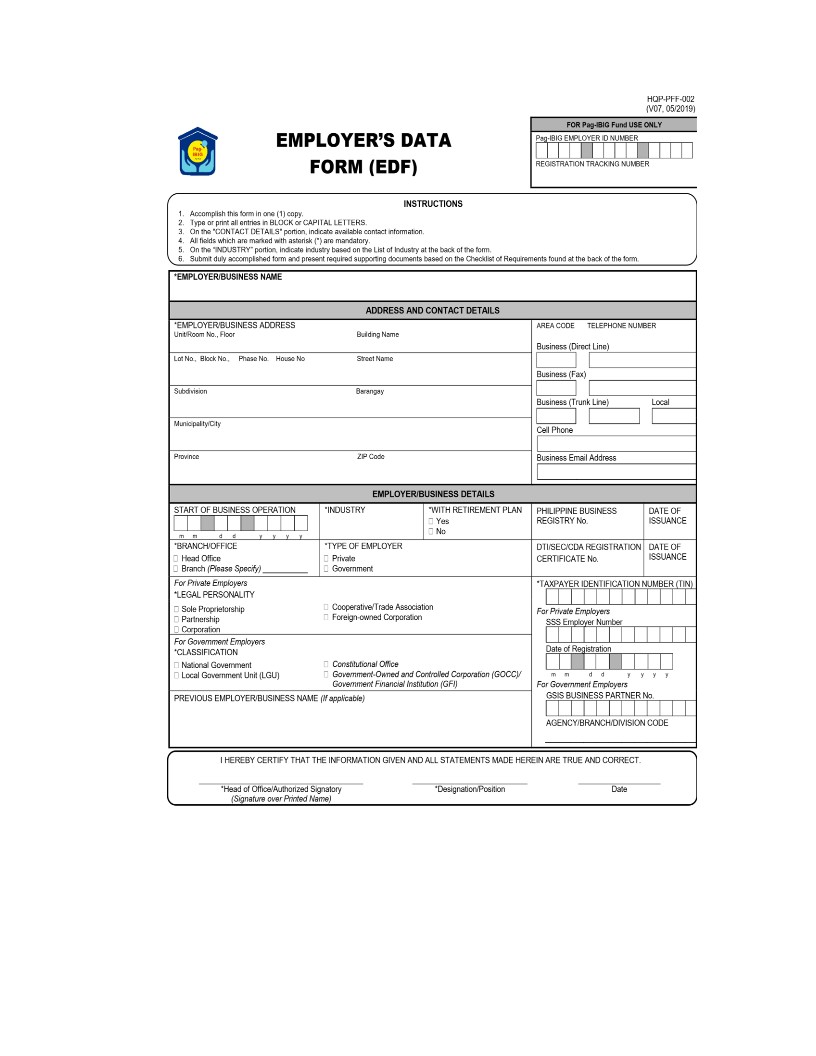 HQP-PFF-002
(V07, 05/2019)
EMPLOYER'S DATA
FORM (EDF)
FOR Pag-IBIG Fund USE ONLY
Pag-IBIG EMPLOYER ID NUMBER
REGISTRATION TRACKING NUMBER
Pag
IBIG
INSTRUCTIONS
1. Accomplish this form in one (1) copy.
2. Type or print all entries in BLOCK or CAPITAL LETTERS.
3. On the "CONTACT DETAILS" portion, indicate available contact information.
4. All fields which are marked with asterisk (*) are mandatory.
5. On the "INDUSTRY" portion, indicate industry based on the List of Industry at the back of the form.
6. Submit duly accomplished form and present required supporting documents based on the Checklist of Requirements found at the back of the form.
*EMPLOYER/BUSINESS NAME
ADDRESS AND CONTACT DETAILS
*EMPLOYER/BUSINESS ADDRESS
Unit/Room No., Floor Building Name
Lot No., Block No., Phase No. House No Street Name
Subdivision Barangay
Municipality/City
Province ZIP Code
AREA CODE TELEPHONE NUMBER
Business (Direct Line)
Business (Fax)
Business (Trunk Line) Local
Cell Phone
Business Email Address
EMPLOYER/BUSINESS DETAILS
START OF BUSINESS OPERATION
m m d d y y y y
*INDUSTRY
*WITH RETIREMENT PLAN
Yes
No
PHILIPPINE BUSINESS
REGISTRY No.
DATE OF
ISSUANCE
*BRANCH/OFFICE
Head Office
Branch (Please Specify) __________
*TYPE OF EMPLOYER
Private
Government
DTI/SEC/CDA REGISTRATION
CERTIFICATE No.
DATE OF
ISSUANCE
For Private Employers
*LEGAL PERSONALITY
Sole Proprietorship
Partnership
Corporation
Cooperative/Trade Association
Foreign-owned Corporation
For Government Employers
*CLASSIFICATION
National Government
Local Government Unit (LGU)
Constitutional Office
Government-Owned and Controlled Corporation (GOCC)/
Government Financial Institution (GFI)
PREVIOUS EMPLOYER/BUSINESS NAME (If applicable)
*TAXPAYER IDENTIFICATION NUMBER (TIN)
For Private Employers
SSS Employer Number
Date of Registration
m m d d y y y y
For Government Employers
GSIS BUSINESS PARTNER No.
AGENCY/BRANCH/DIVISION CODE
I HEREBY CERTIFY THAT THE INFORMATION GIVEN AND ALL STATEMENTS MADE HEREIN ARE TRUE AND CORRECT.
*Head of Office/Authorized Signatory *Designation/Position Date
(Signature over Printed Name)